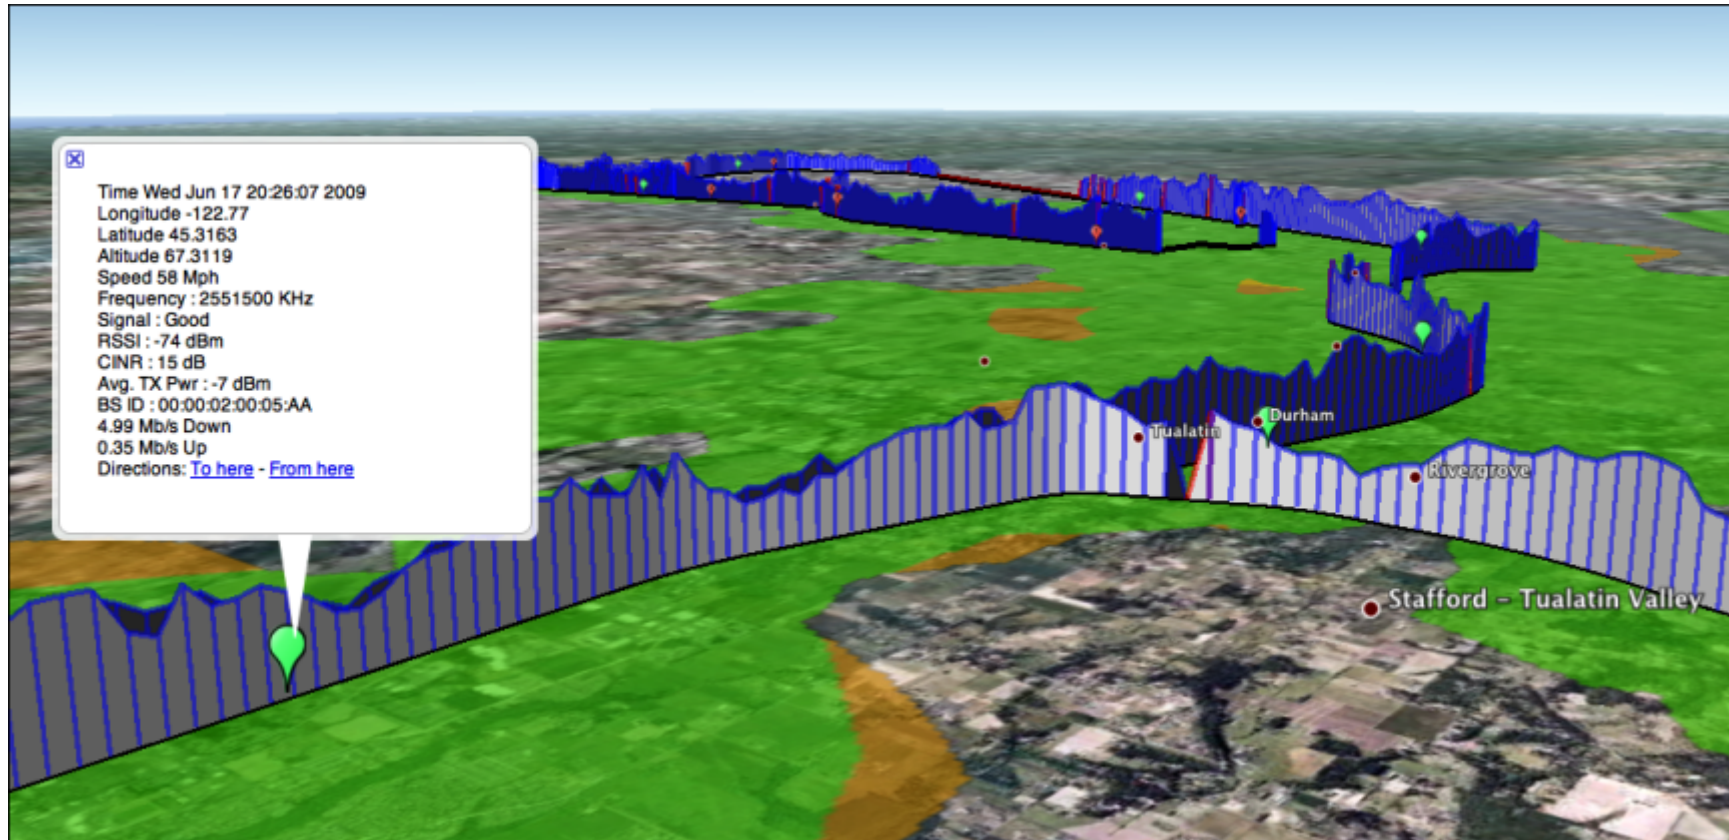 Time Wed Jun 17 20:26:07 2009
Longitude -122.77
Latitude 45.3163
Altitude 67.3119
Speed 58 Mph
Frequency : 2551500 KHz
Signal : Good
RSSI : -74 dBm
CINR : 15 dB
Avg. TX Pwr : -7 dBm
BS ID : 00:00:02:00:05:AA
4.99 Mb/s Down
0.35 Mb/s Up
Directions: To here - From here
Durham
Tualatin
Rivergrove
Stafford - Tualatin Valley